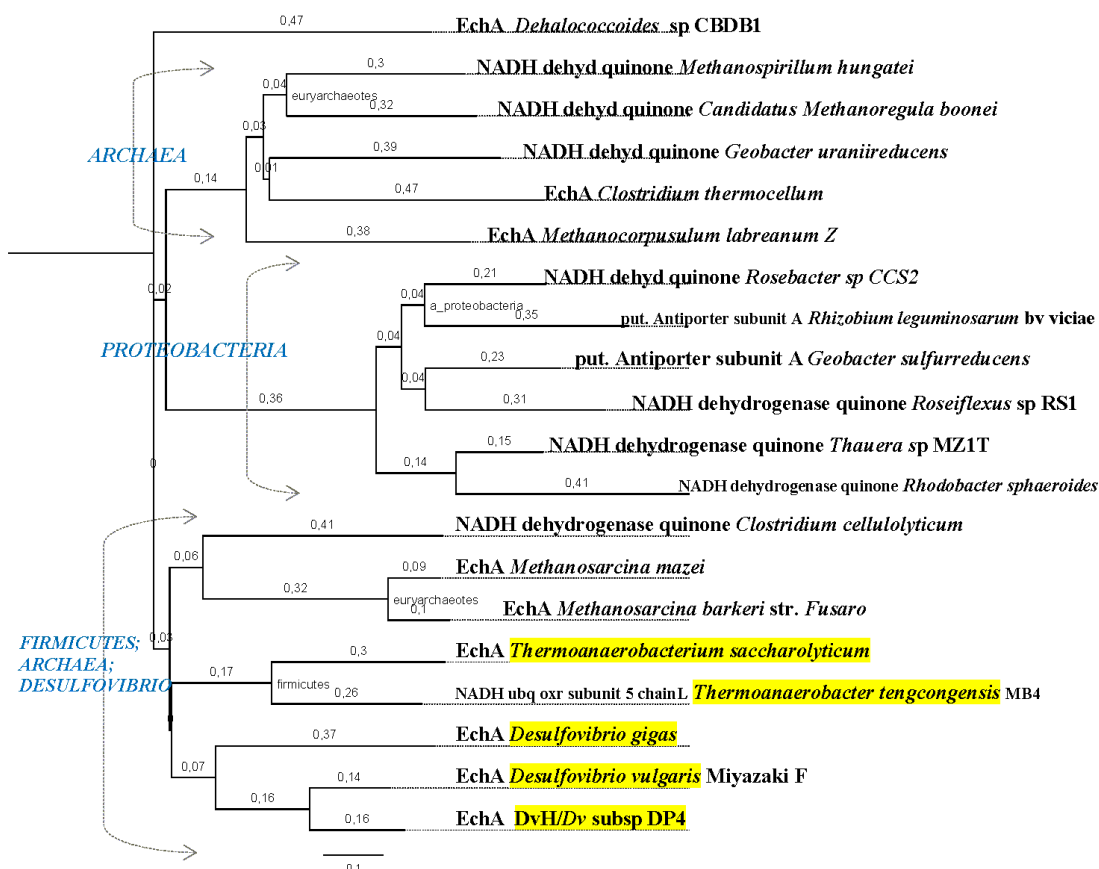 0,47
EchA Dehalococcoides sp CBDB1
0,3
NADH dehyd quinone Methanospirillum hungatei
0,04
euryarchaeotes
0,32
NADH dehyd quinone Candidatus Methanoregula boonei
0,03
ARCHAEA
0,39
NADH dehyd quinone Geobacter uraniireducens
0,01
0,14
0,47
EchA Clostridium thermocellum
0,38
EchA Methanocorpusulum labreanum Z
0,21
NADH dehyd quinone Rosebacter sp CCS2
0,02
0,04
a_proteobacteria
0,35
put. Antiporter subunit A Rhizobium leguminosarum bv viciae
PROTEOBACTERIA
0,04
0,23
put. Antiporter subunit A Geobacter sulfurreducens
0,04
0,36
0,31
NADH dehydrogenase quinone Roseiflexus sp RS1
0,15
NADH dehydrogenase quinone Thauera sp MZ1T
0
0,14
0,41
NADH dehydrogenase quinone Rhodobacter sphaeroides
0,41
NADH dehydrogenase quinone Clostridium cellulolyticum
0,06
0,09
EchA Methanosarcina mazei
0,32
euryarchaeotes
0,1
EchA Methanosarcina barkeri str. Fusaro
0,03
FIRMICUTES;
ARCHAEA;
DESULFOVIBRIO
0,3
EchA Thermoanaerobacterium saccharolyticum
0,17
firmicutes
0,26
NADH ubq oxr subunit 5 chainL Thermoanaerobacter tengcongensis MB4
0,37
EchA Desulfovibrio gigas
0,07
0,14
EchA Desulfovibrio vulgaris Miyazaki F
0,16
0,16
EchA DvH/Dv subsp DP4
0,1